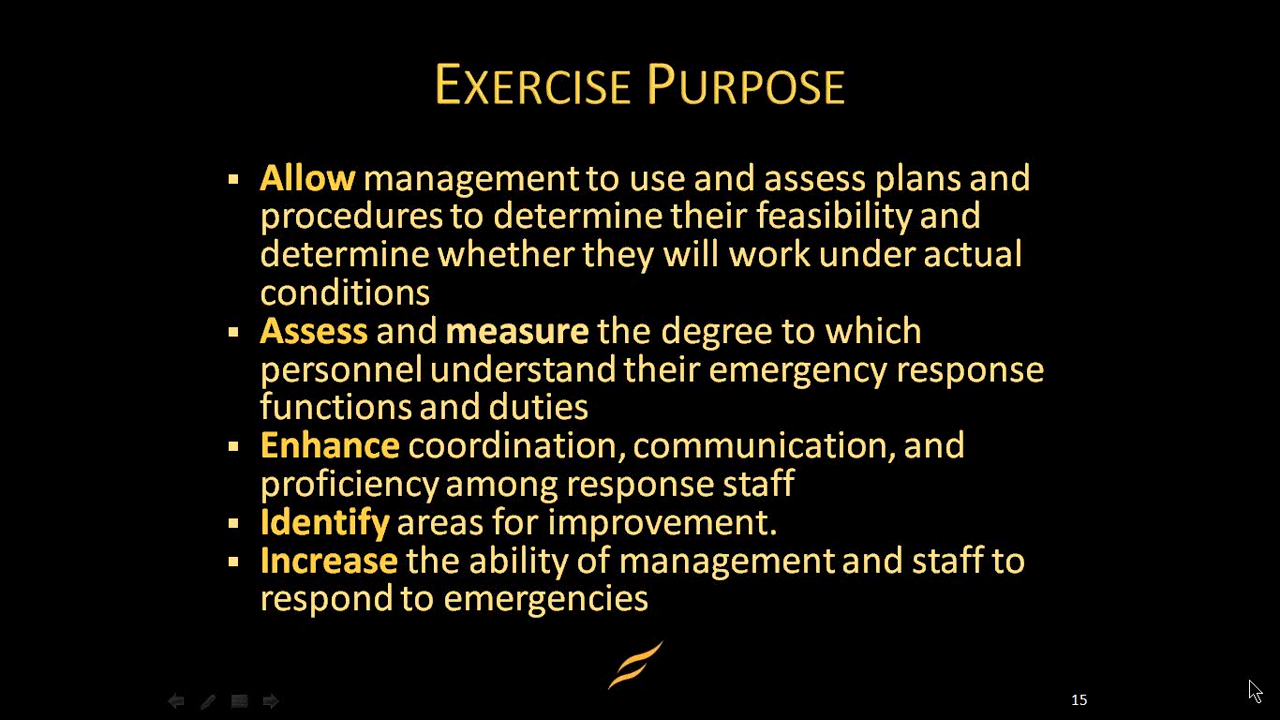 EXERCISE PURPOSE
▪ Allow management to use and assess plans and
procedures to determine their feasibility and
determine whether they will work under actual
conditions
▪ Assess and measure the degree to which
personnel understand their emergency response
functions and duties
▪ Enhance coordination, communication, and
proficiency among response staff
▪ Identify areas for improvement.
▪ Increase the ability of management and staff to
respond to emergencies
15